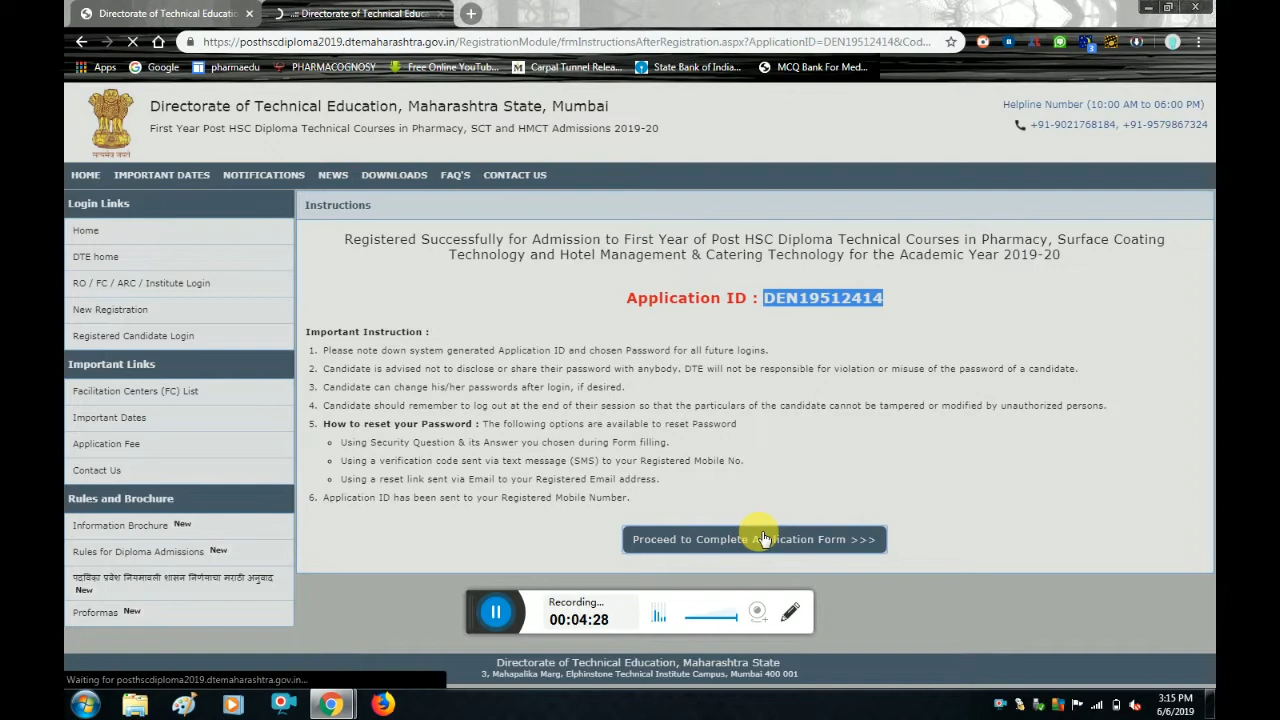 Directorate of Technical Educati
.:: Directorate of Technical Educ
https://posthscdiploma2019.dtemaharashtra.gov.in/RegistrationModule/frmInstructionsAfterRegistration.aspx?ApplicationID=DEN19512414&Cod...
Apps Google pharmaedu PHARMACOGNOSY Free Online YouTub... Carpal Tunnel Relea... State Bank of India... MCQ Bank For Med...
Directorate of Technical Education, Maharashtra State, Mumbai
First Year Post HSC Diploma Technical Courses in Pharmacy, SCT and HMCT Admissions 2019-20
Helpline Number (10:00 AM to 06:00 PM)
+91-9021768184, +91-9579867324
सत्यमेव जयते
HOME IMPORTANT DATES NOTIFICATIONS NEWS DOWNLOADS FAQ'S CONTACT US
Login Links
Home
DTE home
RO / FC / ARC / Institute Login
New Registration
Registered Candidate Login
Important Links
Facilitation Centers (FC) List
Important Dates
Application Fee
Contact Us
Rules and Brochure
Information Brochure New
Rules for Diploma Admissions New
पदविका प्रवेश नियमावली शासन निर्णयाचा मराठी अनुवाद
New
Proformas New
Instructions
Registered Successfully for Admission to First Year of Post HSC Diploma Technical Courses in Pharmacy, Surface Coating
Technology and Hotel Management & Catering Technology for the Academic Year 2019-20
Application ID : DEN19512414
Important Instruction :
1. Please note down system generated Application ID and chosen Password for all future logins.
2. Candidate is advised not to disclose or share their password with anybody. DTE will not be responsible for violation or misuse of the password of a candidate.
3. Candidate can change his/her passwords after login, if desired.
4. Candidate should remember to log out at the end of their session so that the particulars of the candidate cannot be tampered or modified by unauthorized persons.
5. How to reset your Password : The following options are available to reset Password
Using Security Question & its Answer you chosen during Form filling.
Using a verification code sent via text message (SMS) to your Registered Mobile No.
Using a reset link sent via Email to your Registered Email address.
6. Application ID has been sent to your Registered Mobile Number.
Proceed to Complete Application Form >>>
Recording...
00:04:28
Directorate of Technical Education, Maharashtra State
3, Mahapalika Marg, Elphinstone Technical Institute Campus, Mumbai 400 001
Waiting for posthscdiploma2019.dtemaharashtra.gov.in...
3:15 PM
6/6/2019